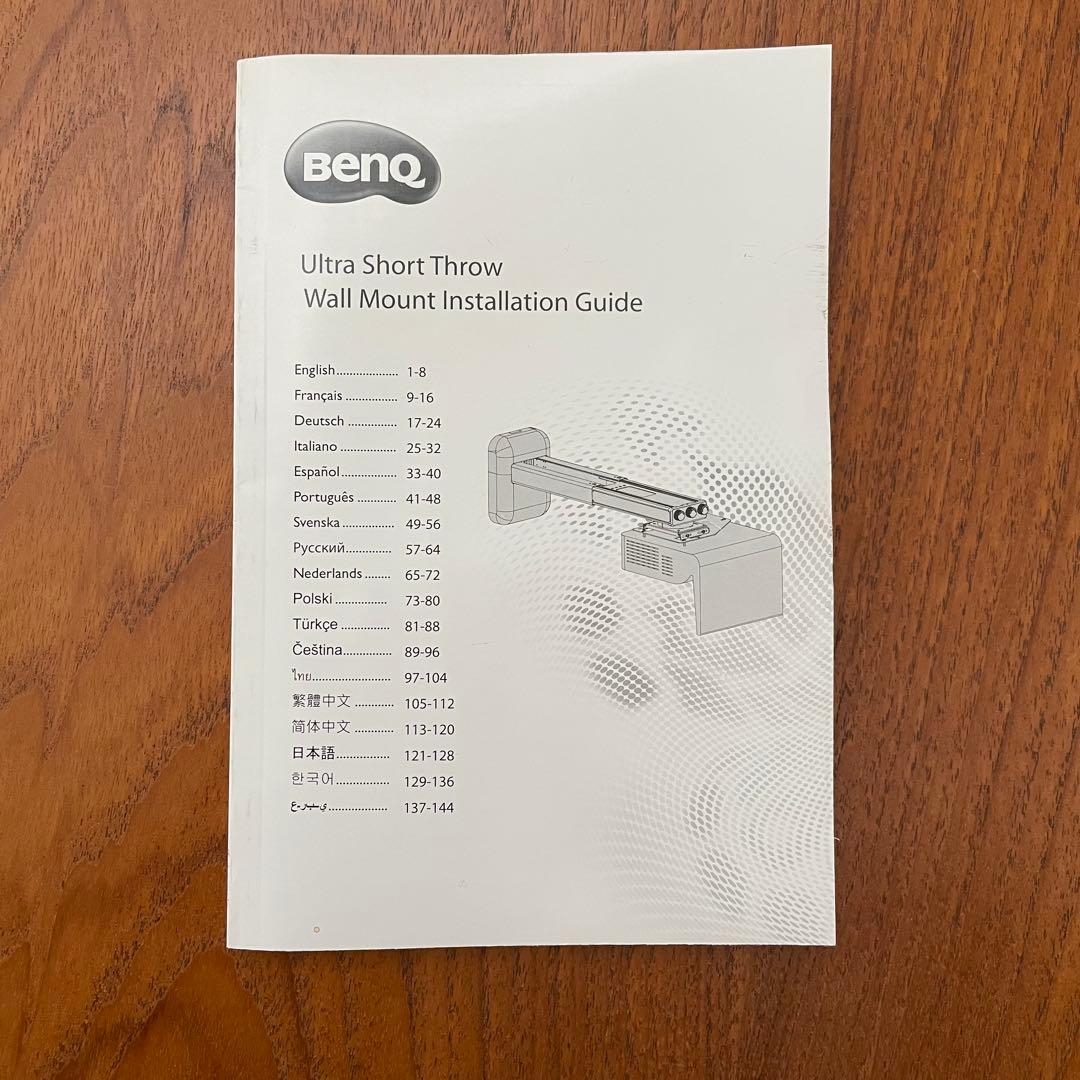 BenQ
Ultra Short Throw
Wall Mount Installation Guide
English................... 1-8
Français ................ 9-16
Deutsch ............... 17-24
Italiano ................. 25-32
Español................. 33-40
Português ............ 41-48
Svenska ................ 49-56
Русский.............. 57-64
Nederlands ........ 65-72
Polski ................ 73-80
Türkçe ............... 81-88
Čeština............... 89-96
ไทย........................ 97-104
繁體中文 ............ 105-112
简体中文 ............ 113-120
日本語................ 121-128
한국어................ 129-136
ع-ر-ب-ي.................. 137-144